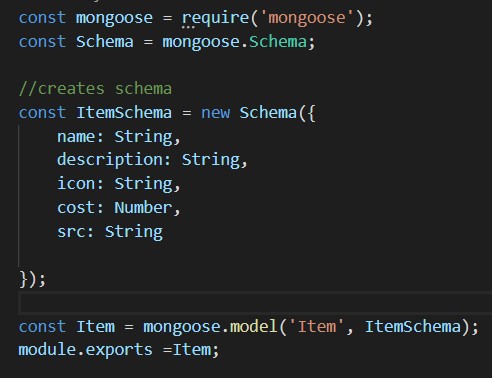 const mongoose = require('mongoose');
const Schema = mongoose.Schema;
//creates schema
const ItemSchema = new Schema({
    name: String,
    description: String,
    icon: String,
    cost: Number,
    src: String
});
const Item = mongoose.model('Item', ItemSchema);
module.exports =Item;